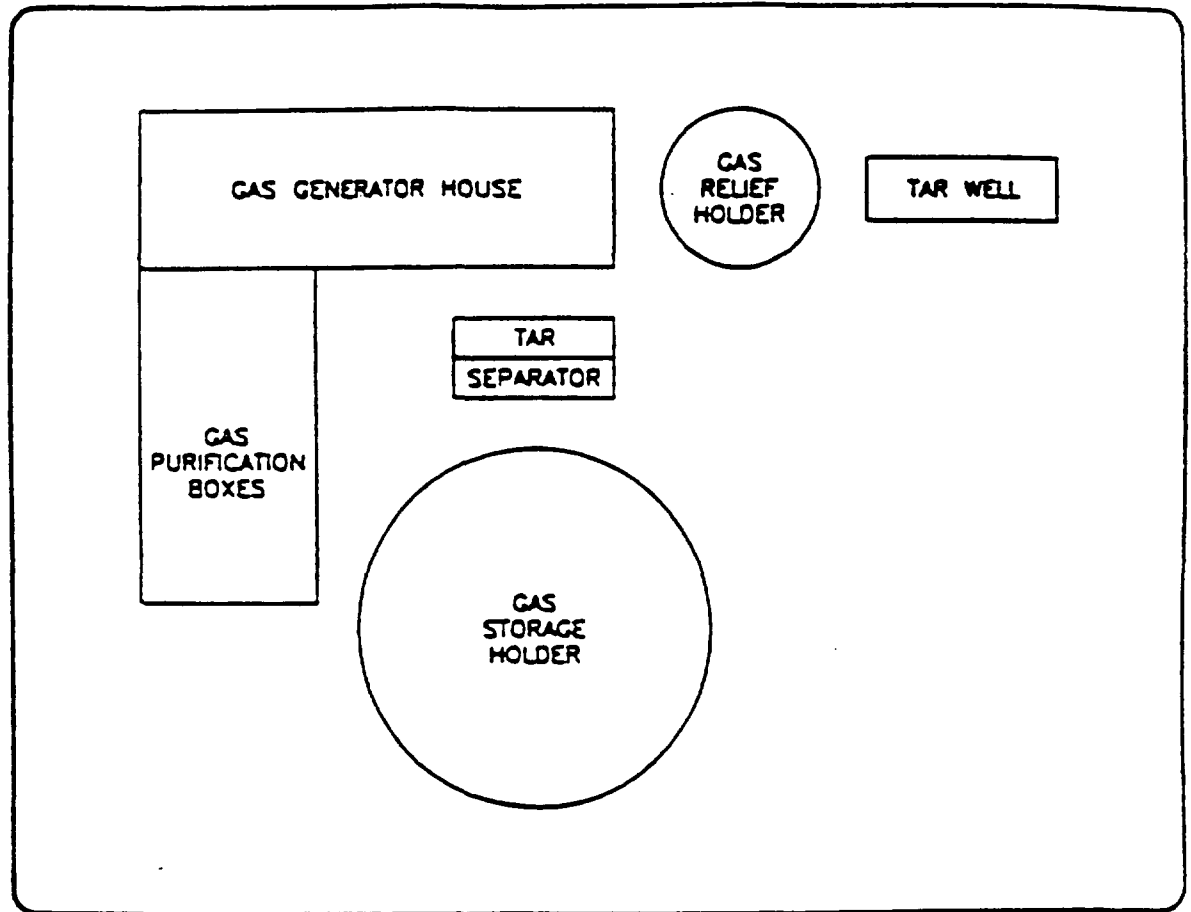 GAS GENERATOR HOUSE
GAS
RELIEF
HOLDER
TAR WELL
TAR
SEPARATOR
GAS
PURIFICATION
BOXES
GAS
STORAGE
HOLDER